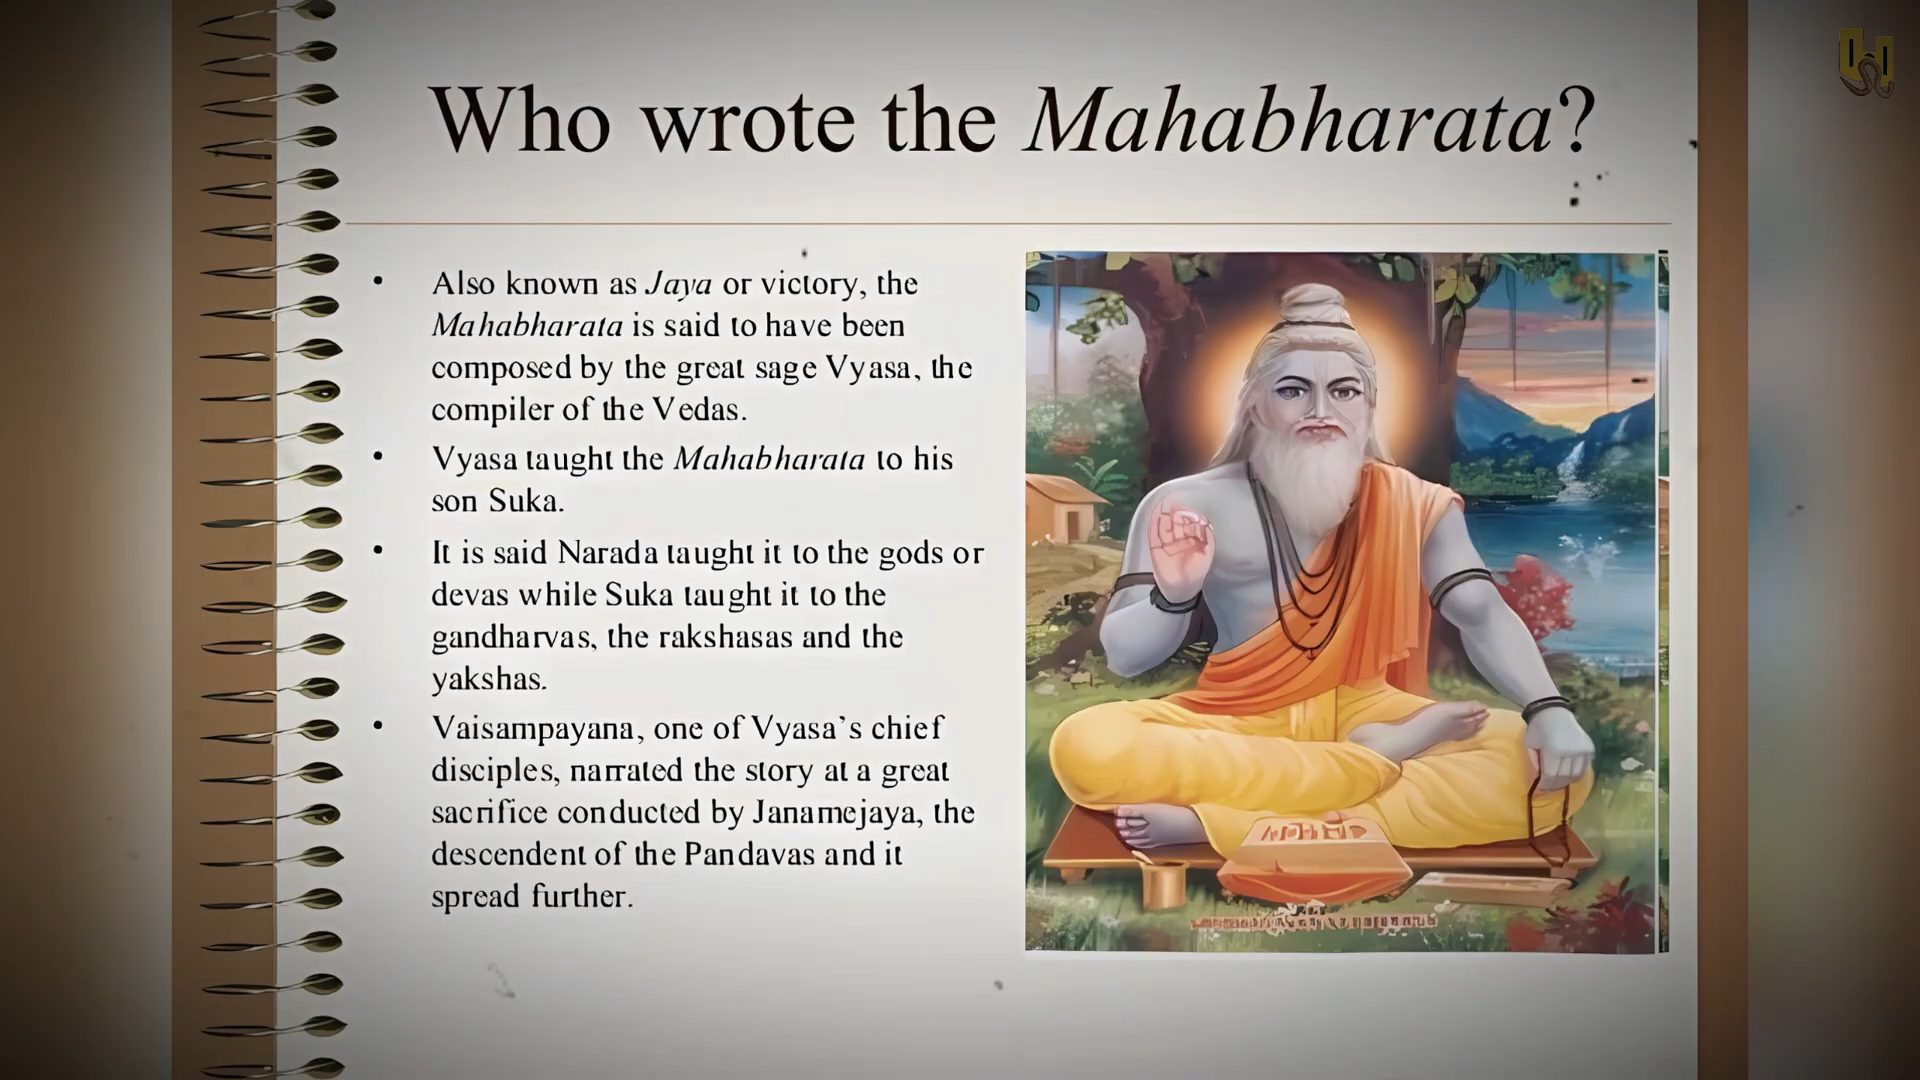 Who wrote the Mahabharata?
• Also known as Jaya or victory, the
Mahabharata is said to have been
composed by the great sage Vyasa, the
compiler of the Vedas.
• Vyasa taught the Mahabharata to his
son Suka.
• It is said Narada taught it to the gods or
devas while Suka taught it to the
gandharvas, the rakshasas and the
yakshas.
• Vaisampayana, one of Vyasa’s chief
disciples, narrated the story at a great
sacrifice conducted by Janamejaya, the
descendent of the Pandavas and it
spread further.